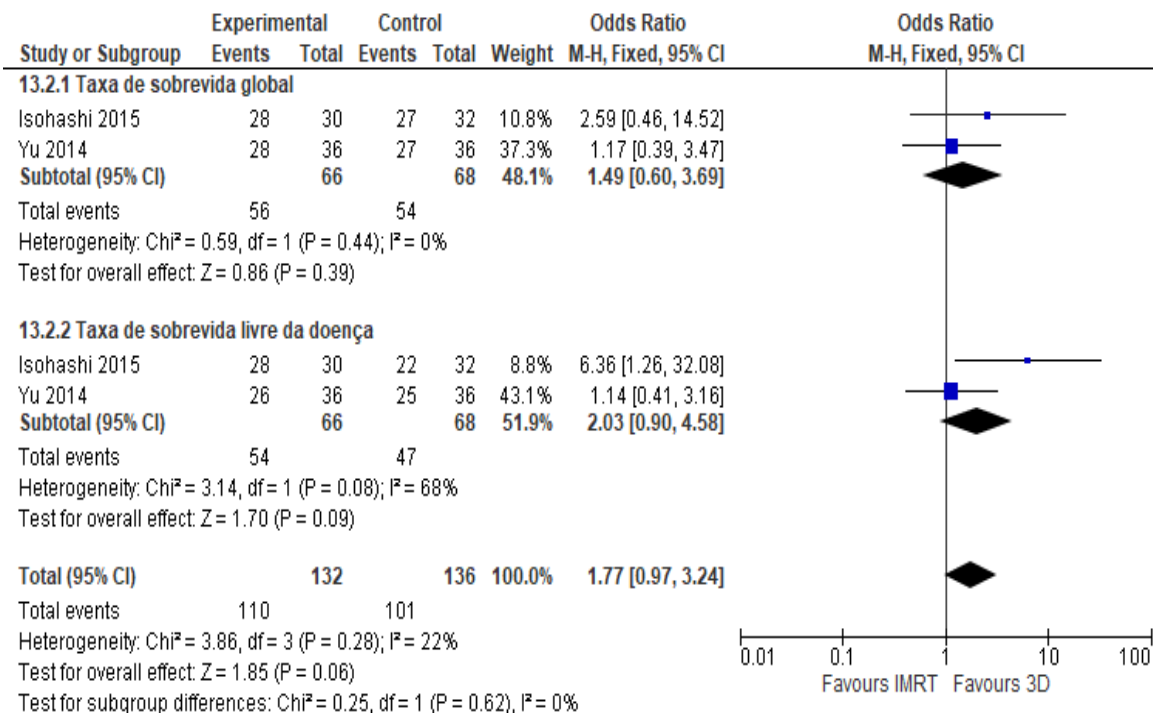 Experimental Control Odds Ratio Odds Ratio
Study or Subgroup Events Total Events Total Weight M-H, Fixed, 95% CI M-H, Fixed, 95% CI
13.2.1 Taxa de sobrevida global
Isohashi 2015 28 30 27 32 10.8% 2.59 [0.46, 14.52]
Yu 2014 28 36 27 36 37.3% 1.17 [0.39, 3.47]
Subtotal (95% CI) 66 68 48.1% 1.49 [0.60, 3.69]
Total events 56 54
Heterogeneity: Chi² = 0.59, df = 1 (P = 0.44); I² = 0%
Test for overall effect: Z = 0.86 (P = 0.39)
13.2.2 Taxa de sobrevida livre da doença
Isohashi 2015 28 30 22 32 8.8% 6.36 [1.26, 32.08]
Yu 2014 26 36 25 36 43.1% 1.14 [0.41, 3.16]
Subtotal (95% CI) 66 68 51.9% 2.03 [0.90, 4.58]
Total events 54 47
Heterogeneity: Chi² = 3.14, df = 1 (P = 0.08); I² = 68%
Test for overall effect: Z = 1.70 (P = 0.09)
Total (95% CI) 132 136 100.0% 1.77 [0.97, 3.24]
Total events 110 101
Heterogeneity: Chi² = 3.86, df = 3 (P = 0.28); I² = 22%
Test for overall effect: Z = 1.85 (P = 0.06)
Test for subgroup differences: Chi² = 0.25, df = 1 (P = 0.62), I² = 0%
0.01 0.1 1 10 100
Favours IMRT Favours 3D